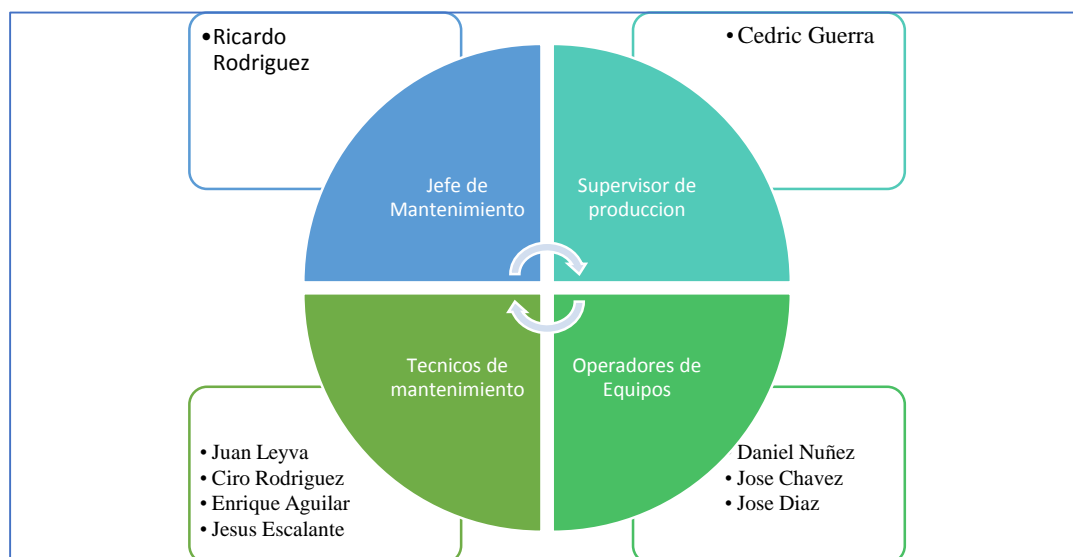 •Ricardo
Rodriguez
• Cedric Guerra
Jefe de
Mantenimiento
Supervisor de
produccion
Tecnicos de
mantenimiento
Operadores de
Equipos
• Juan Leyva
• Ciro Rodriguez
• Enrique Aguilar
• Jesus Escalante
Daniel Nuñez
• Jose Chavez
• Jose Diaz